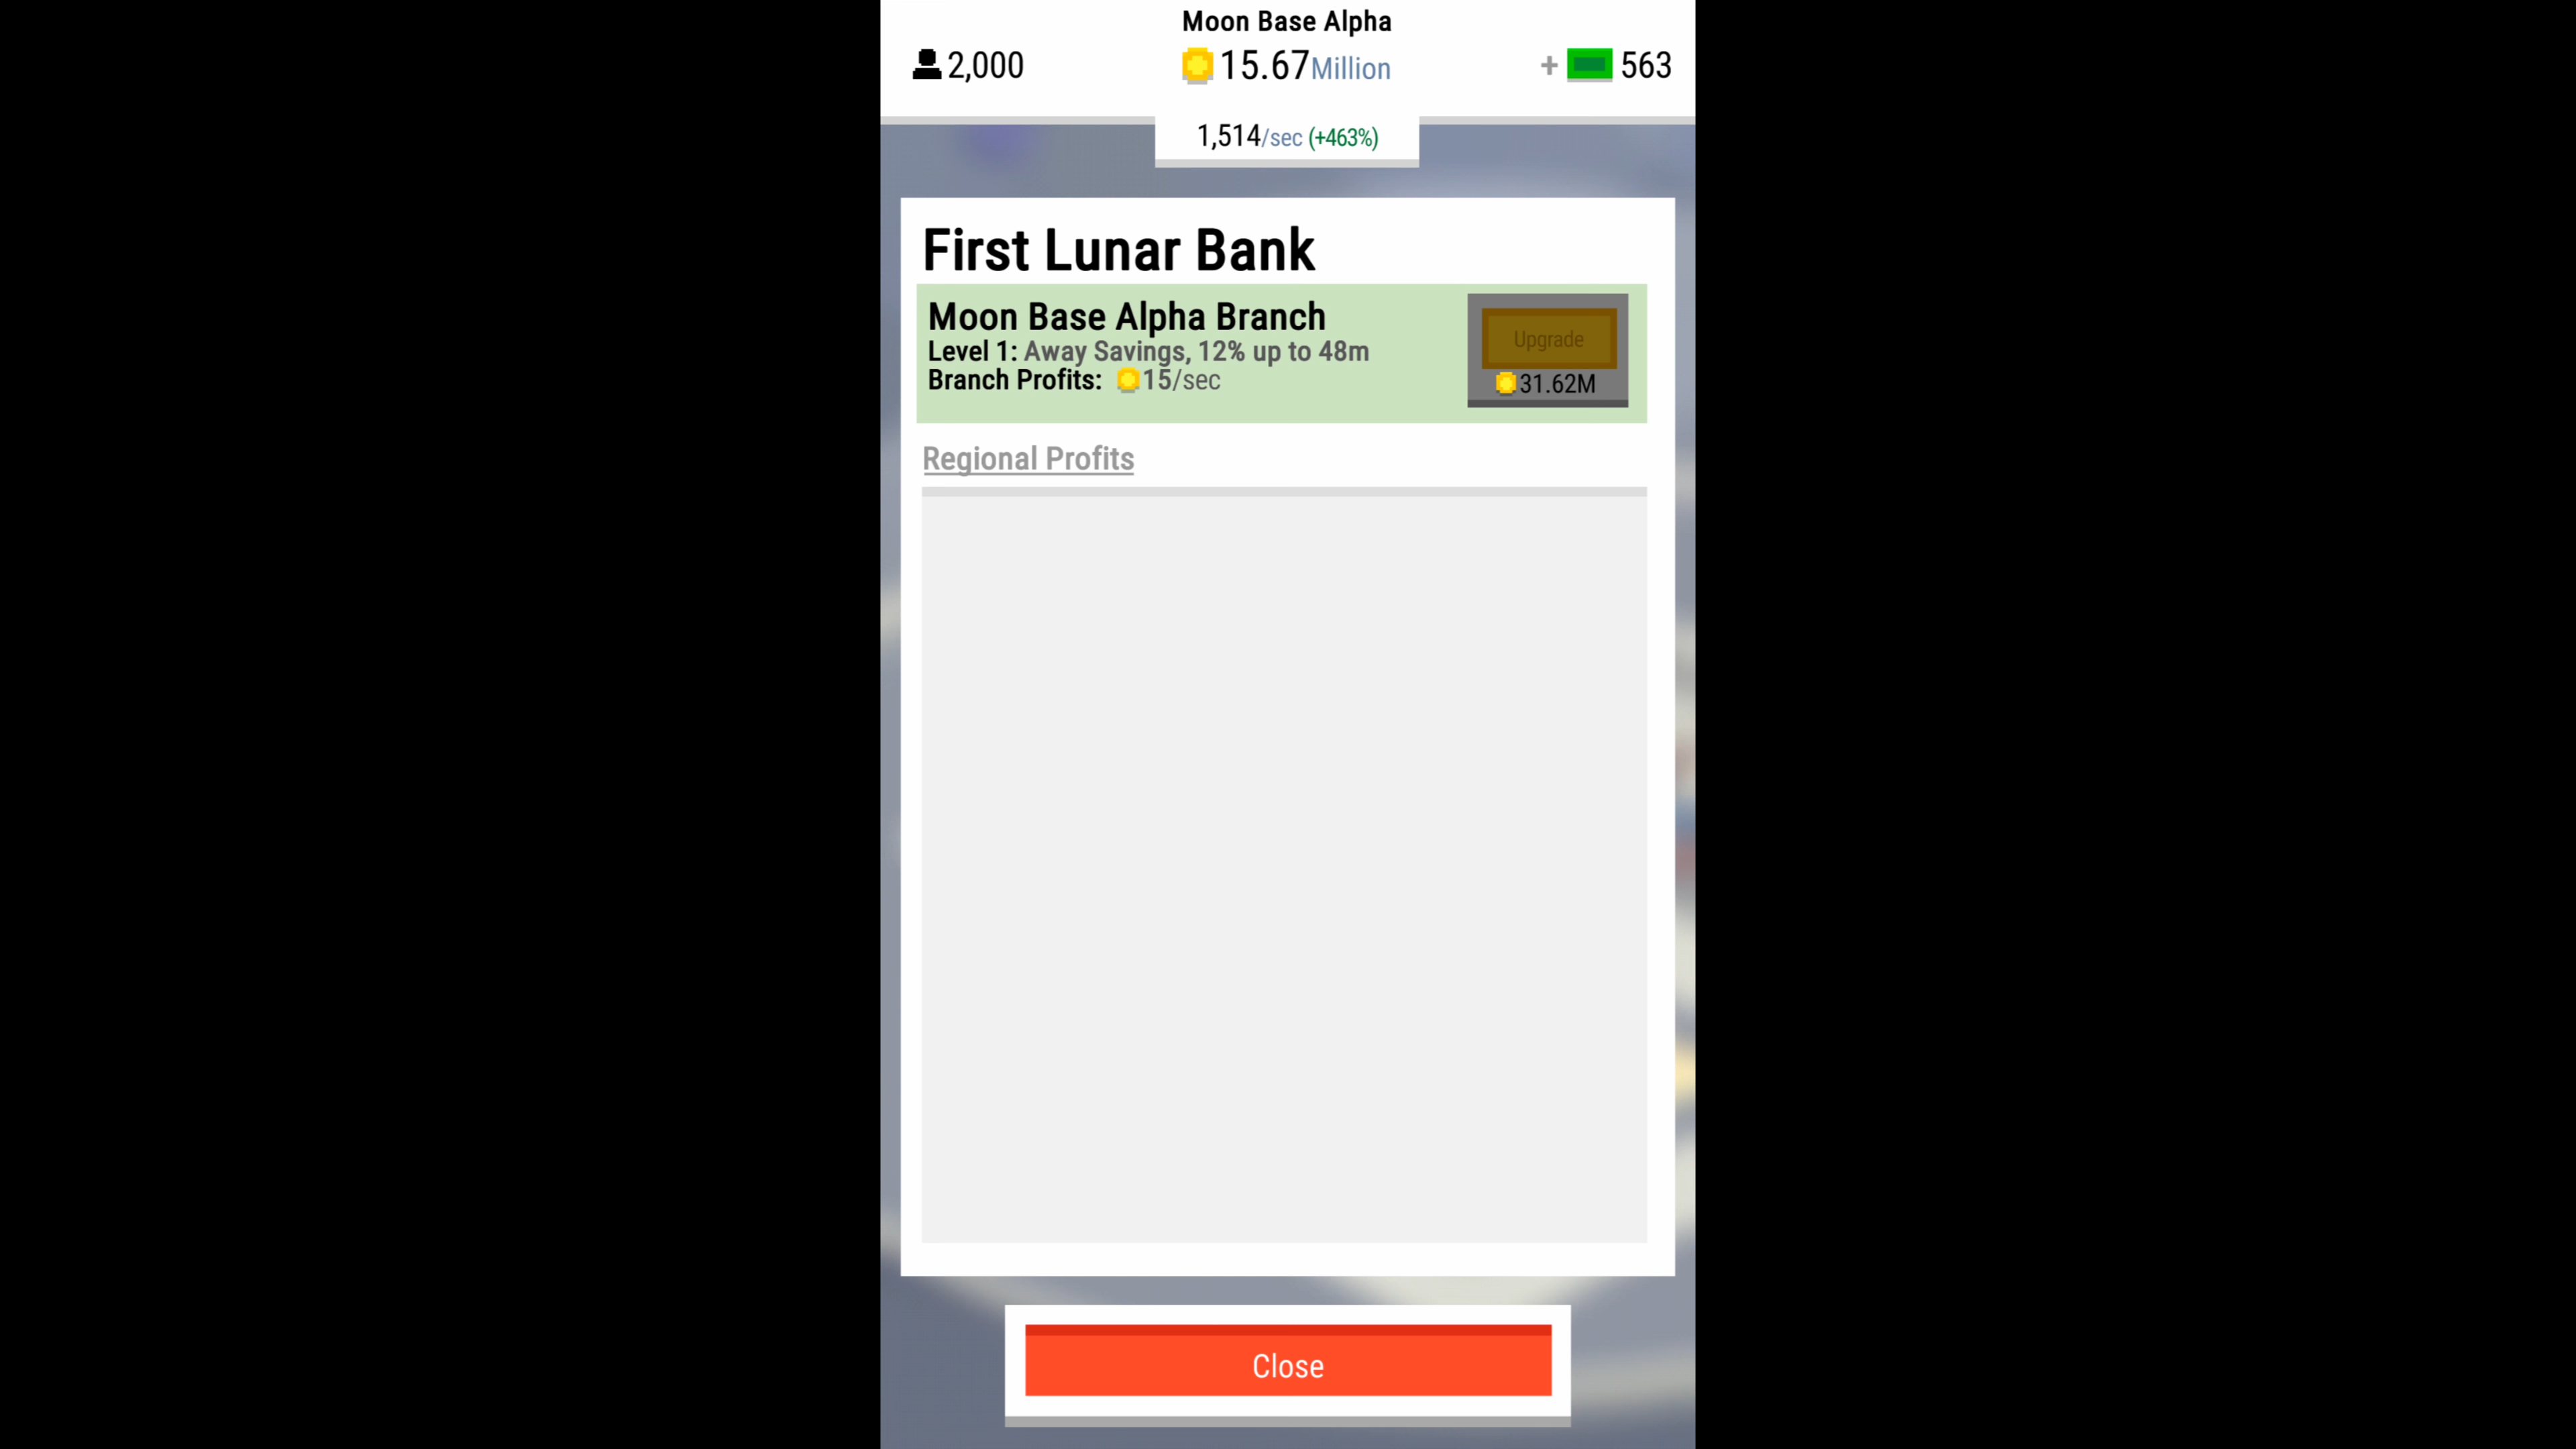 Moon Base Alpha
2,000
15.67Million
+ 563
1,514/sec (+463%)
First Lunar Bank
Moon Base Alpha Branch
Level 1: Away Savings, 12% up to 48m
Branch Profits: 15/sec
Upgrade
31.62M
Regional Profits
Close